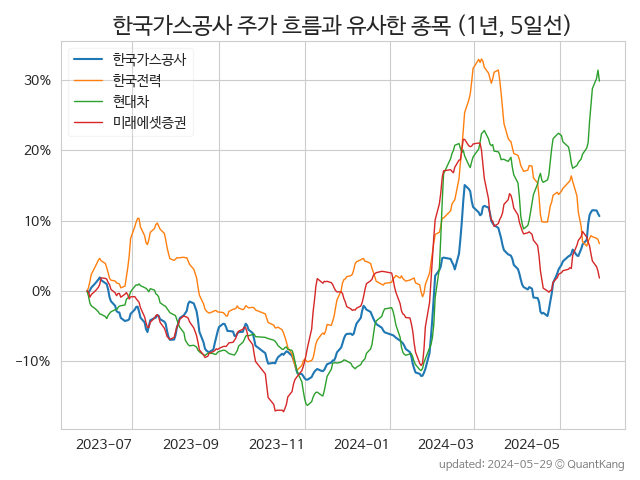 한국가스공사 주가 흐름과 유사한 종목 (1년, 5일선)
한국가스공사
한국전력
현대차
미래에셋증권
30%
20%
10%
0%
−10%
2023-07 2023-09 2023-11 2024-01 2024-03 2024-05
updated: 2024-05-29 © QuantKang